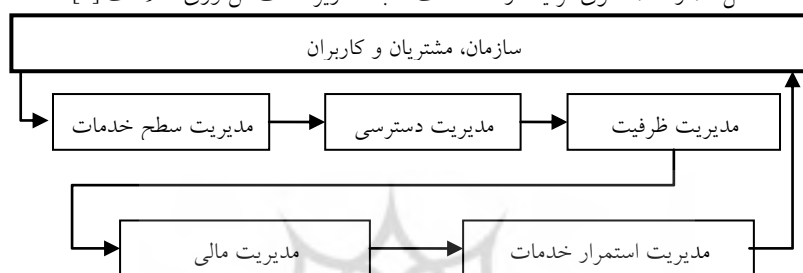 سازمان، مشتریان و کاربران
مدیریت سطح خدمات
مدیریت دسترسی
مدیریت ظرفیت
مدیریت مالی
مدیریت استمرار خدمات